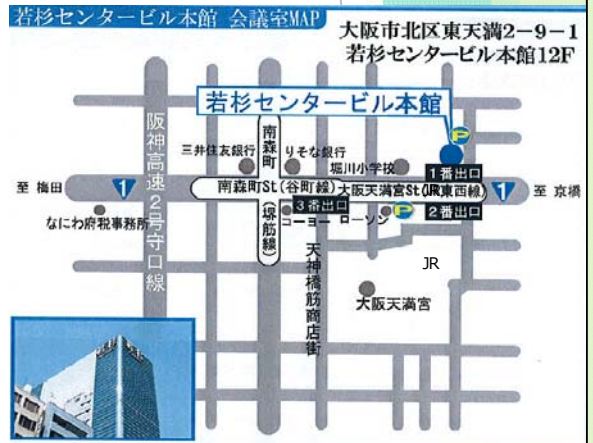 若杉センタービル本館 会議室MAP
大阪市北区東天満2-9-1
若杉センタービル本館12F
若杉センタービル本館
P
阪神高速2号守口線
南森町
三井住友銀行
りそな銀行
堀川小学校
1番出口
至 梅田
1
南森町St(谷町線)
大阪天満宮St(JR東西線)
1
至 京橋
3番出口
2番出口
なにわ府税事務所
(堺筋線)
コーヨー
ローソン
P
天神橋筋商店街
JR
大阪天満宮